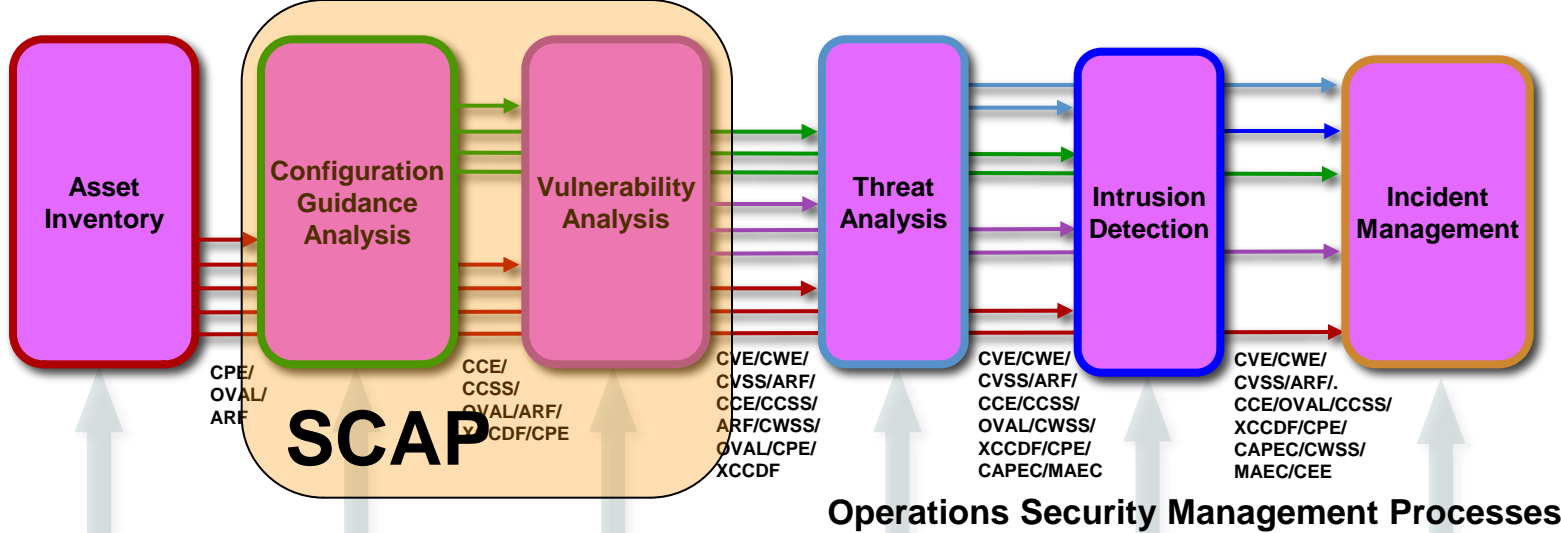 Asset
Inventory
Configuration
Guidance
Analysis
Vulnerability
Analysis
Threat
Analysis
Intrusion
Detection
Incident
Management
CPE/
OVAL/
ARF
CCE/
CCSS/
OVAL/ARF/
XCCDF/CPE
SCAP
CVE/CWE/
CVSS/ARF/
CCE/CCSS/
ARF/CWSS/
OVAL/CPE/
XCCDF
CVE/CWE/
CVSS/ARF/
CCE/CCSS/
OVAL/CWSS/
XCCDF/CPE/
CAPEC/MAEC
CVE/CWE/
CVSS/ARF/.
CCE/OVAL/CCSS/
XCCDF/CPE/
CAPEC/CWSS/
MAEC/CEE
Operations Security Management Processes